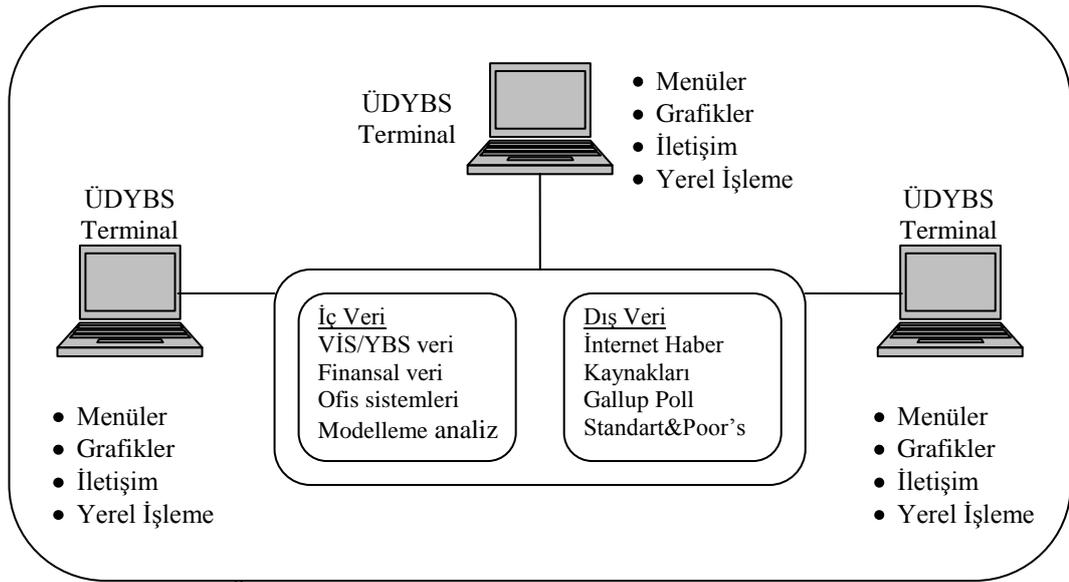 ÜDYBS
Terminal
• Menüler
• Grafikler
• İletişim
• Yerel İşleme
ÜDYBS
Terminal
• Menüler
• Grafikler
• İletişim
• Yerel İşleme
İç Veri
VİS/YBS veri
Finansal veri
Ofis sistemleri
Modelleme analiz
Dış Veri
İnternet Haber
Kaynakları
Gallup Poll
Standart&Poor’s
ÜDYBS
Terminal
• Menüler
• Grafikler
• İletişim
• Yerel İşleme